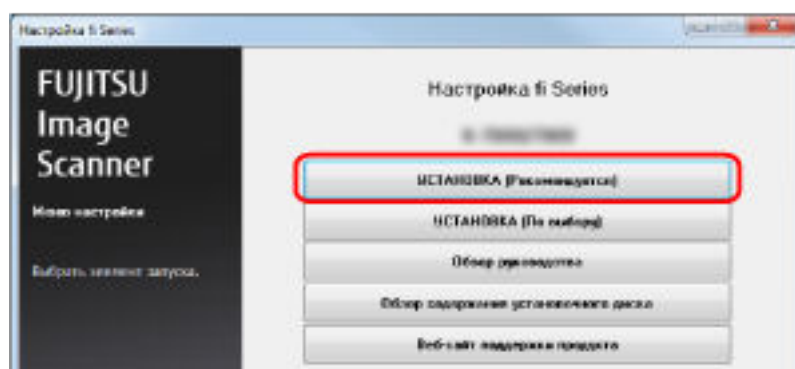 Настройка fi Series
FUJITSU
Image
Scanner
Меню настройки
Выбрать элемент запуска.
Настройка fi Series
УСТАНОВКА (Рекомендуется)
УСТАНОВКА (По выбору)
Обзор руководства
Обзор содержания установочного диска
Веб-сайт поддержки продукта